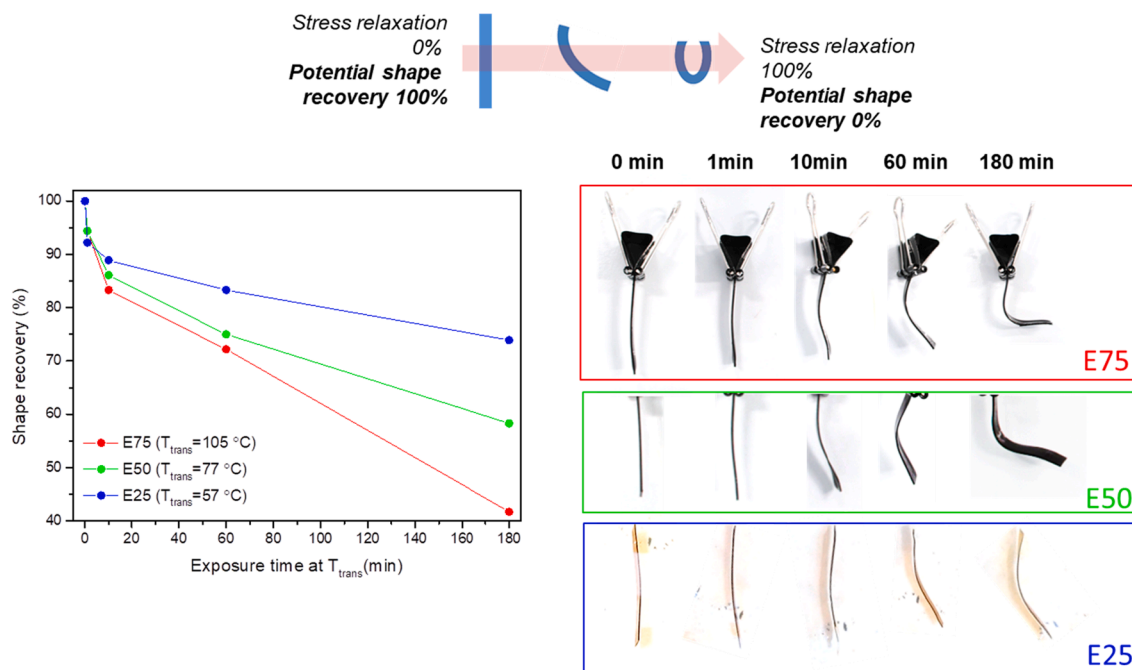 Stress relaxation
0%
Potential shape
recovery 100%
Stress relaxation
100%
Potential shape
recovery 0%
0 min
1min
10min
60 min
180 min
100
90
80
70
60
50
40
Shape recovery (%)
E75 (Ttrans=105 °C)
E50 (Ttrans=77 °C)
E25 (Ttrans=57 °C)
0
20
40
60
80
100
120
140
160
180
Exposure time at Ttrans(min)
E75
E50
E25